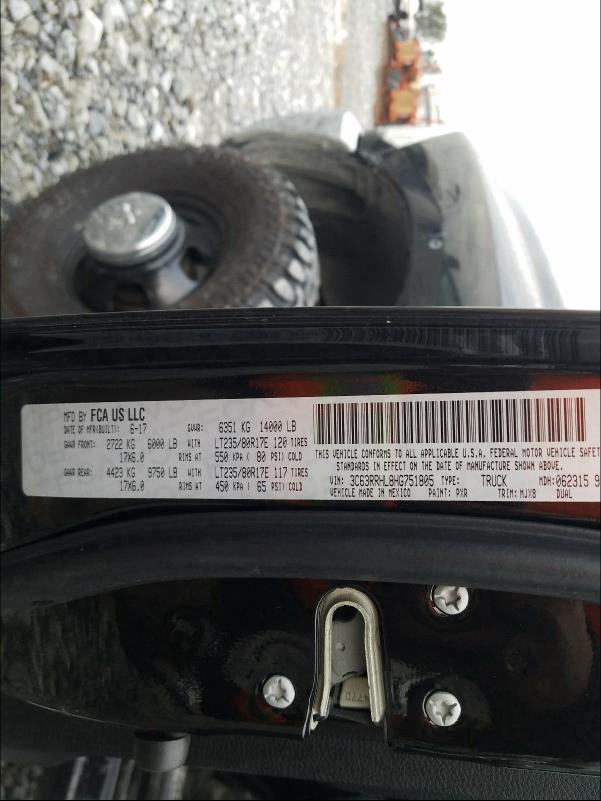 MFD BY FCA US LLC
DATE OF MFR(BUILT): 6-17 GVWR: 6351 KG 14000 LB
GAWR FRONT: 2722 KG 6000 LB WITH LT235/80R17E 120 TIRES
17X6.0 RIMS AT 550 KPA ( 80 PSI) COLD
GAWR REAR: 4423 KG 9750 LB WITH LT235/80R17E 117 TIRES
17X6.0 RIMS AT 450 KPA ( 65 PSI) COLD
THIS VEHICLE CONFORMS TO ALL APPLICABLE U.S.A. FEDERAL MOTOR VEHICLE SAFET
STANDARDS IN EFFECT ON THE DATE OF MANUFACTURE SHOWN ABOVE.
VIN: 3C63RRHL8HG751805 TYPE: TRUCK MDH: 062315 9
VEHICLE MADE IN MEXICO PAINT: PXR TRIM: MJX8 DUAL